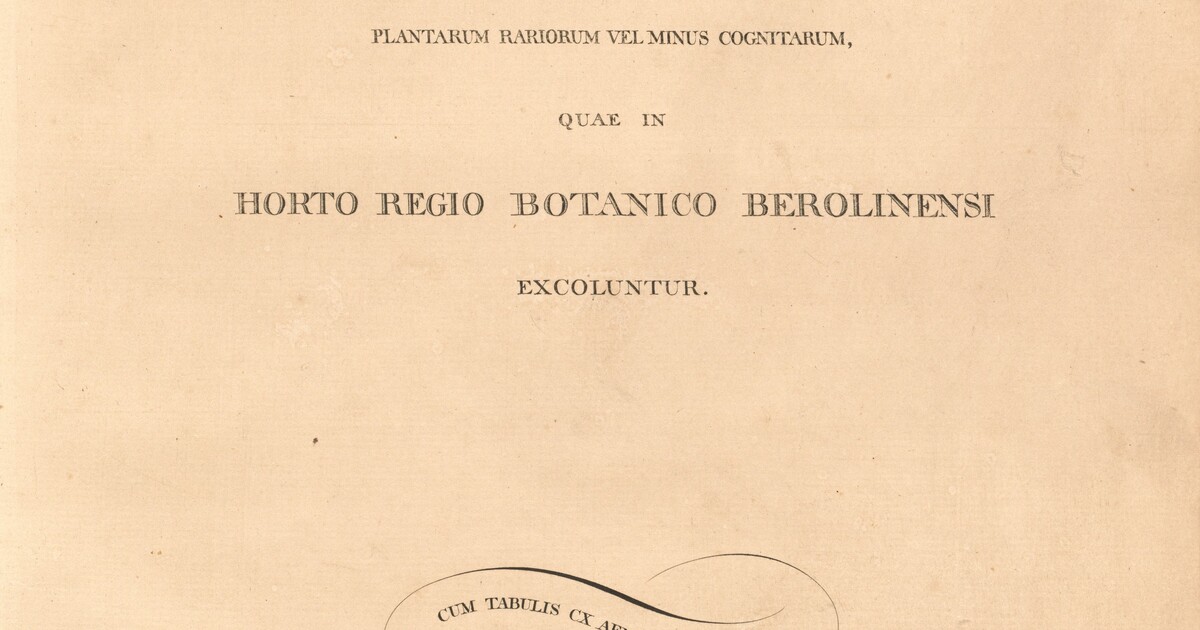 PLANTARUM RARIORUM VEL MINUS COGNITARUM,
QUAE IN
HORTO REGIO BOTANICO BEROLINENSI
EXCOLUNTUR.
CUM TABULIS CX